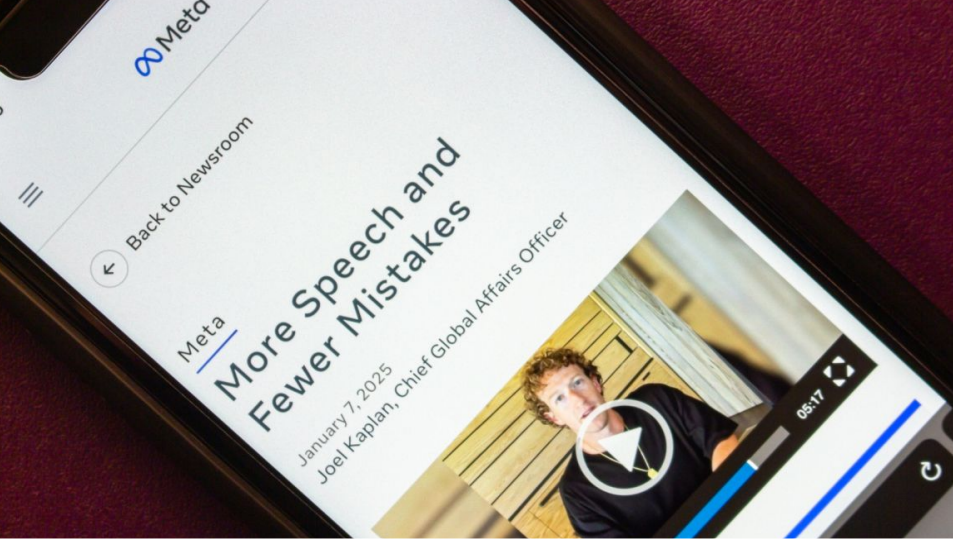 Meta
Back to Newsroom
Meta
More Speech and
Fewer Mistakes
January 7, 2025
Joel Kaplan, Chief Global Affairs Officer
05:17